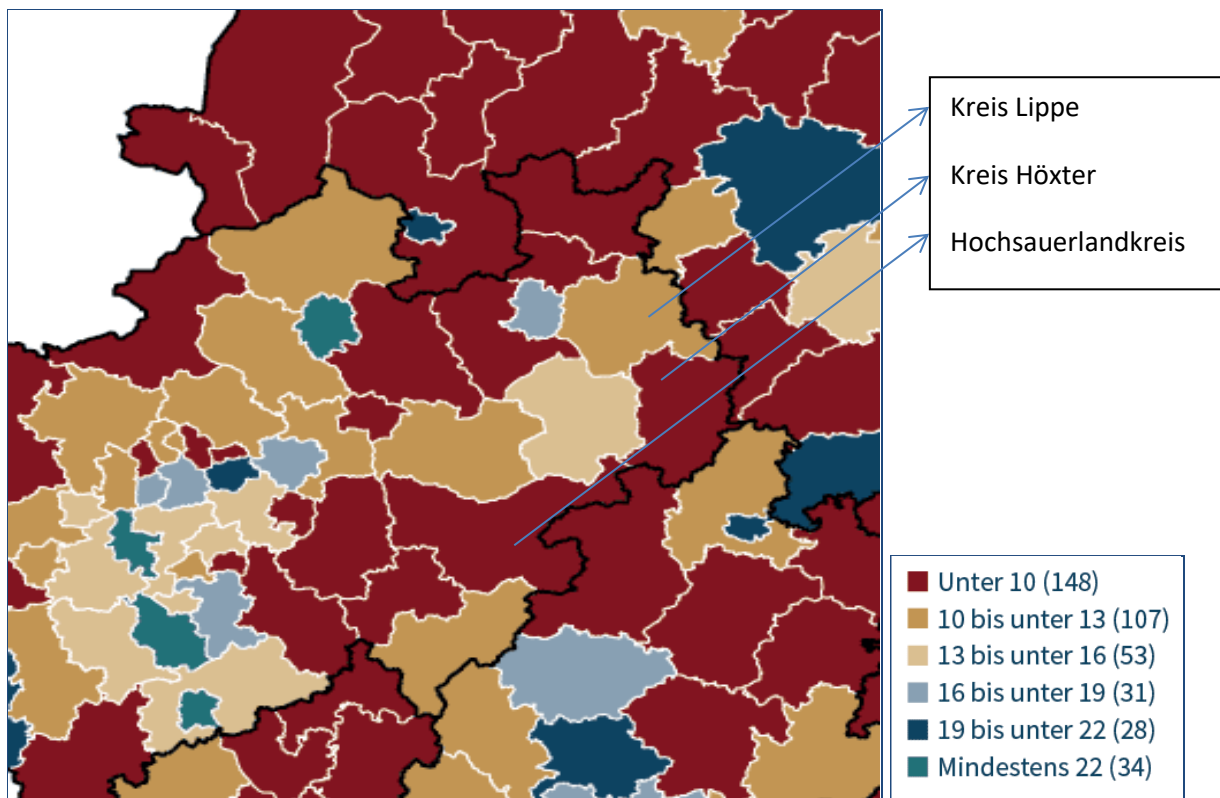 Kreis Lippe
Kreis Höxter
Hochsauerlandkreis
Unter 10 (148)
10 bis unter 13 (107)
13 bis unter 16 (53)
16 bis unter 19 (31)
19 bis unter 22 (28)
Mindestens 22 (34)